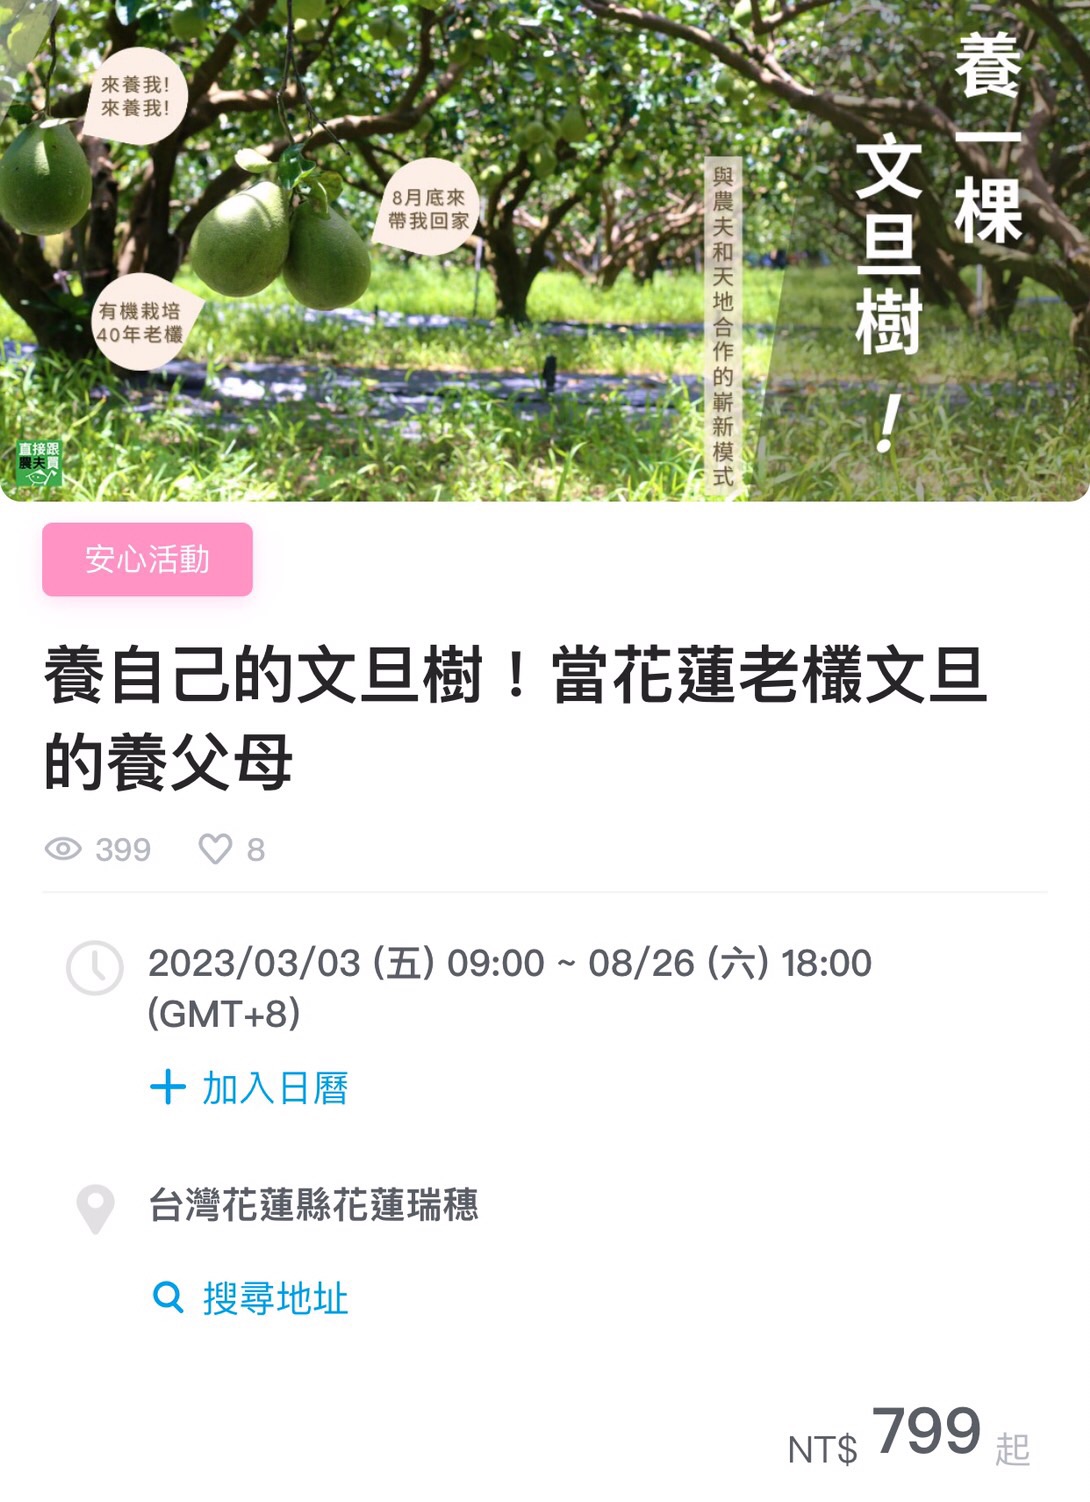 來養我!
來養我!
8月底來
帶我回家
有機栽培
40年老欉
與農夫和天地合作的嶄新模式
養一棵
文旦樹！
直接跟
農夫買
安心活動
養自己的文旦樹！當花蓮老欉文旦
的養父母
399 8
2023/03/03 (五) 09:00 ~ 08/26 (六) 18:00
(GMT+8)
加入日曆
台灣花蓮縣花蓮瑞穗
搜尋地址
NT$ 799 起